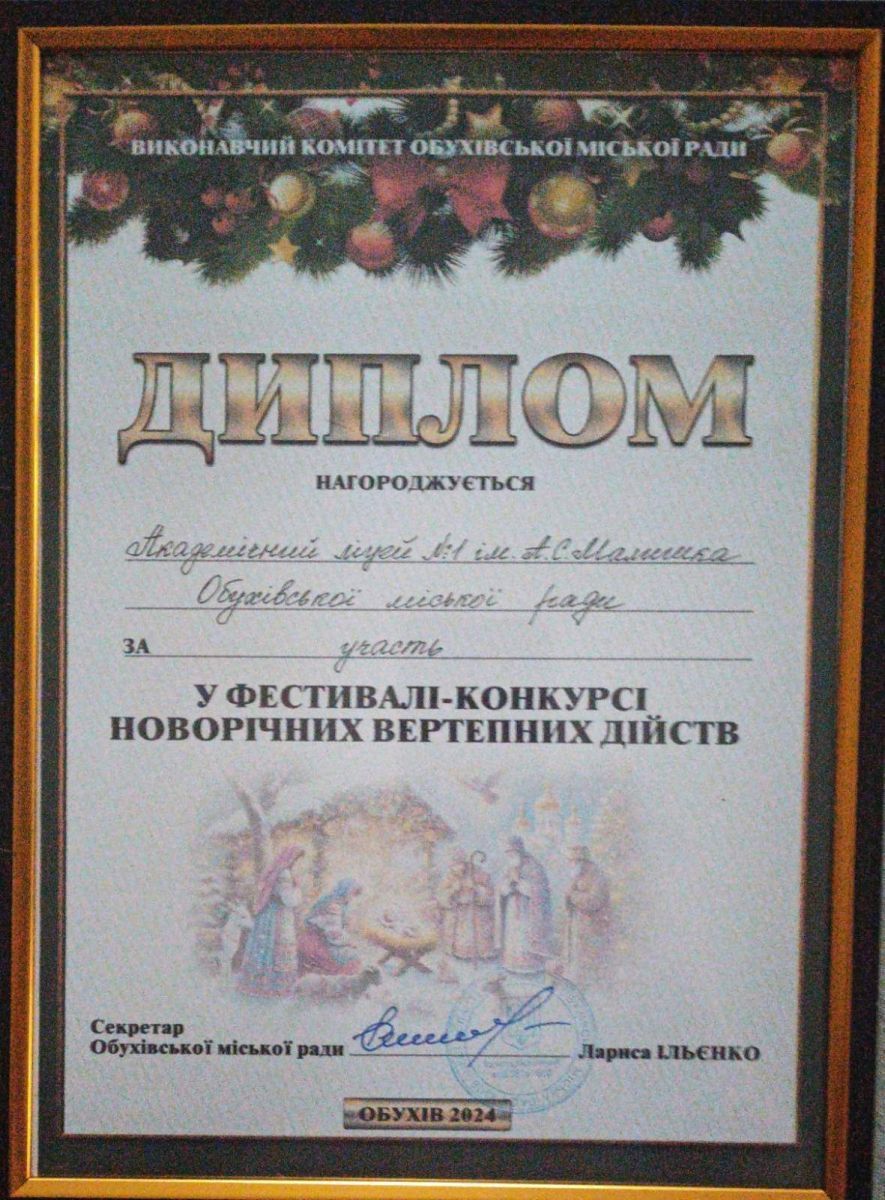 ВИКОНАВЧИЙ КОМІТЕТ ОБУХІВСЬКОЇ МІСЬКОЇ РАДИ
ДИПЛОМ
НАГОРОДЖУЄТЬСЯ
Академічний ліцей №1 ім. А.С.Малишка
Обухівської міської ради
ЗА участь
У ФЕСТИВАЛІ-КОНКУРСІ
НОВОРІЧНИХ ВЕРТЕПНИХ ДІЙСТВ
Секретар
Обухівської міської ради Лариса ІЛЬЄНКО
ОБУХІВ 2024